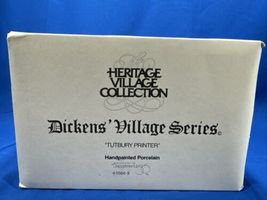 HERITAGE
VILLAGE
COLLECTION
Dickens' Village Series©
"TUTBURY PRINTER"
Handpainted Porcelain